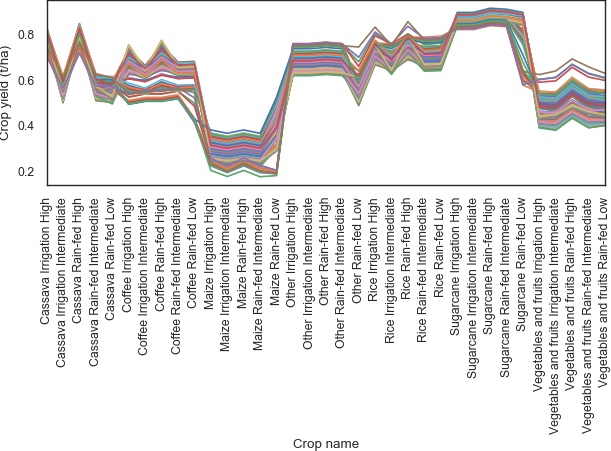 Crop yield (t/ha)
0.8
0.6
0.4
0.2
Cassava Irrigation High
Cassava Irrigation Intermediate
Cassava Rain-fed High
Cassava Rain-fed Intermediate
Cassava Rain-fed Low
Coffee Irrigation High
Coffee Irrigation Intermediate
Coffee Rain-fed High
Coffee Rain-fed Intermediate
Coffee Rain-fed Low
Maize Irrigation High
Maize Irrigation Intermediate
Maize Rain-fed High
Maize Rain-fed Intermediate
Maize Rain-fed Low
Other Irrigation High
Other Irrigation Intermediate
Other Rain-fed High
Other Rain-fed Intermediate
Other Rain-fed Low
Rice Irrigation High
Rice Irrigation Intermediate
Rice Rain-fed High
Rice Rain-fed Intermediate
Rice Rain-fed Low
Sugarcane Irrigation High
Sugarcane Irrigation Intermediate
Sugarcane Rain-fed High
Sugarcane Rain-fed Intermediate
Sugarcane Rain-fed Low
Vegetables and fruits Irrigation High
Vegetables and fruits Irrigation Intermediate
Vegetables and fruits Rain-fed High
Vegetables and fruits Rain-fed Intermediate
Vegetables and fruits Rain-fed Low
Crop name